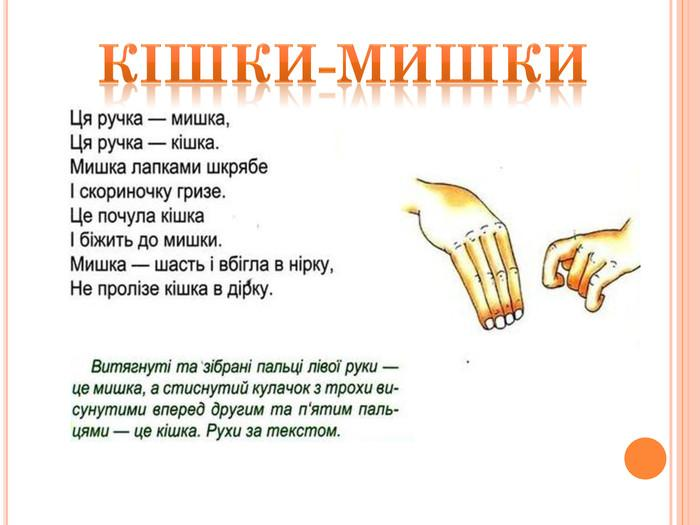 КІШКИ-МИШКИ
Ця ручка — мишка,
Ця ручка — кішка.
Мишка лапками шкрябе
І скориночку гризе.
Це почула кішка
І біжить до мишки.
Мишка — шасть і вбігла в нірку,
Не пролізе кішка в дірку.
Витягнуті та зібрані пальці лівої руки —
це мишка, а стиснутий кулачок з трохи ви-
сунутими вперед другим та п'ятим паль-
цями — це кішка. Рухи за текстом.